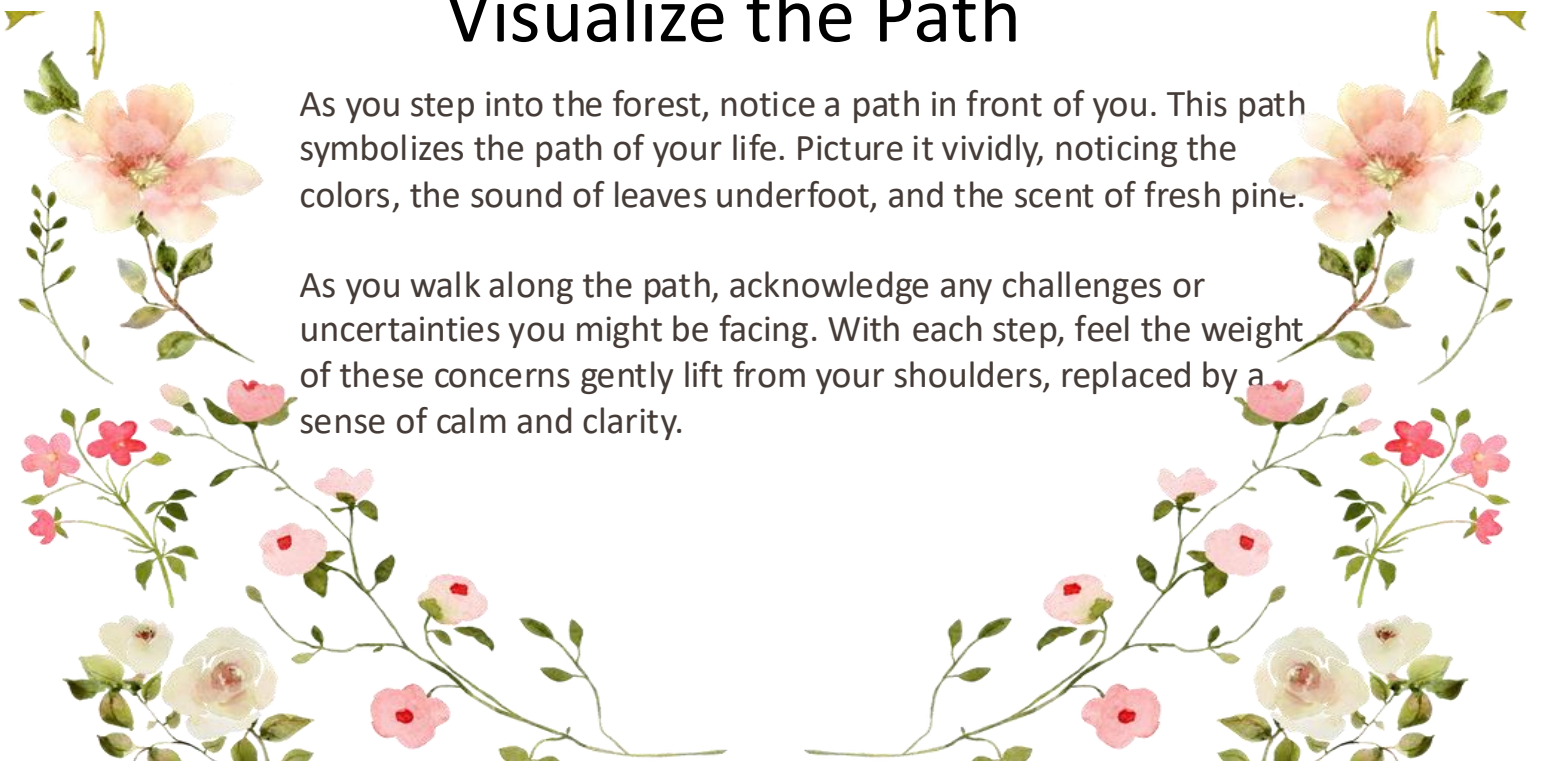 Visualize the Path
As you step into the forest, notice a path in front of you. This path
symbolizes the path of your life. Picture it vividly, noticing the
colors, the sound of leaves underfoot, and the scent of fresh pine.
As you walk along the path, acknowledge any challenges or
uncertainties you might be facing. With each step, feel the weight
of these concerns gently lift from your shoulders, replaced by a
sense of calm and clarity.